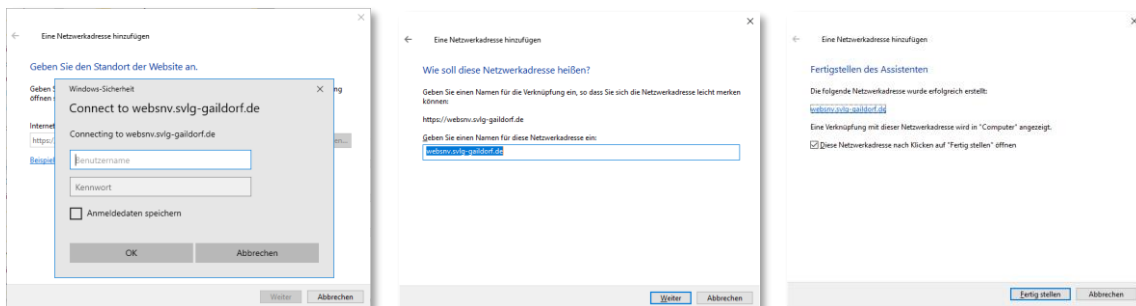 Eine Netzwerkadresse hinzufügen
Geben Sie den Standort der Website an.
Geben
öffnen
ng
Internet
https:/
en...
Beispiel
Windows-Sicherheit
Connect to websnv.svlg-gaildorf.de
Connecting to websnv.svlg-gaildorf.de
Benutzername
Kennwort
Anmeldedaten speichern
OK Abbrechen
Weiter Abbrechen
Eine Netzwerkadresse hinzufügen
Wie soll diese Netzwerkadresse heißen?
Geben Sie einen Namen für die Verknüpfung ein, so dass Sie sich die Netzwerkadresse leicht merken
können:
https://websnv.svlg-gaildorf.de
Geben Sie einen Namen für diese Netzwerkadresse ein:
websnv.svlg-gaildorf.de
Weiter Abbrechen
Eine Netzwerkadresse hinzufügen
Fertigstellen des Assistenten
Die folgende Netzwerkadresse wurde erfolgreich erstellt:
websnv.svlg-gaildorf.de
Eine Verknüpfung mit dieser Netzwerkadresse wird in "Computer" angezeigt.
Diese Netzwerkadresse nach Klicken auf "Fertig stellen" öffnen
Fertig stellen Abbrechen